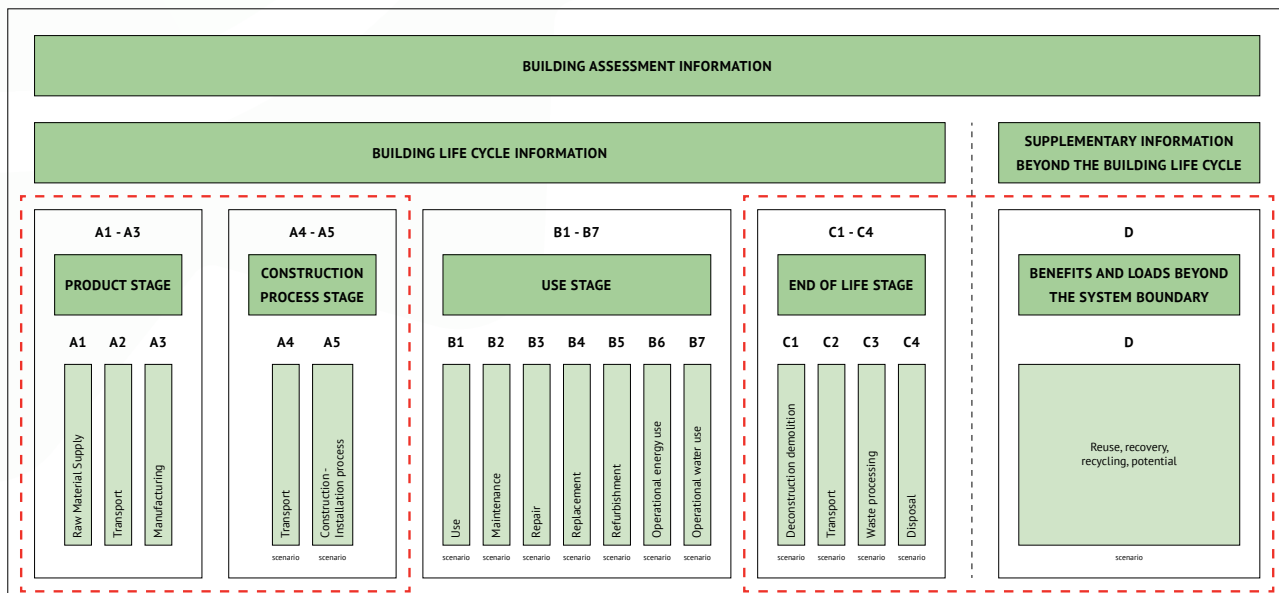 BUILDING ASSESSMENT INFORMATION
BUILDING LIFE CYCLE INFORMATION
SUPPLEMENTARY INFORMATION
BEYOND THE BUILDING LIFE CYCLE
A1 - A3
PRODUCT STAGE
A1 A2 A3
Raw Material Supply
Transport
Manufacturing
A4 - A5
CONSTRUCTION
PROCESS STAGE
A4 A5
Transport
Construction -
Installation process
scenario scenario
B1 - B7
USE STAGE
B1 B2 B3 B4 B5 B6 B7
Use
Maintenance
Repair
Replacement
Refurbishment
Operational energy use
Operational water use
scenario scenario scenario scenario scenario scenario scenario
C1 - C4
END OF LIFE STAGE
C1 C2 C3 C4
Deconstruction demolition
Transport
Waste processing
Disposal
scenario scenario scenario scenario
D
BENEFITS AND LOADS BEYOND
THE SYSTEM BOUNDARY
D
Reuse, recovery,
recycling, potential
scenario